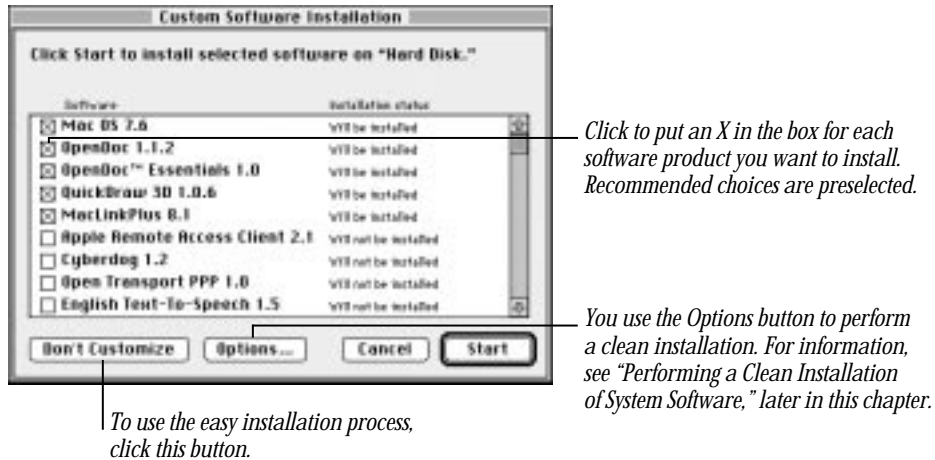 Custom Software Installation
Click Start to install selected software on “Hard Disk.”
Software Installation status
Mac OS 7.6 Will be installed
OpenDoc 1.1.2 Will be installed
OpenDoc™ Essentials 1.0 Will be installed
QuickDraw 3D 1.0.6 Will be installed
MacLinkPlus 8.1 Will be installed
Apple Remote Access Client 2.1 Will not be installed
Cyberdog 1.2 Will not be installed
Open Transport PPP 1.0 Will not be installed
English Text-To-Speech 1.5 Will not be installed
Don't Customize Options... Cancel Start
Click to put an X in the box for each
software product you want to install.
Recommended choices are preselected.
You use the Options button to perform
a clean installation. For information,
see “Performing a Clean Installation
of System Software,” later in this chapter.
To use the easy installation process,
click this button.